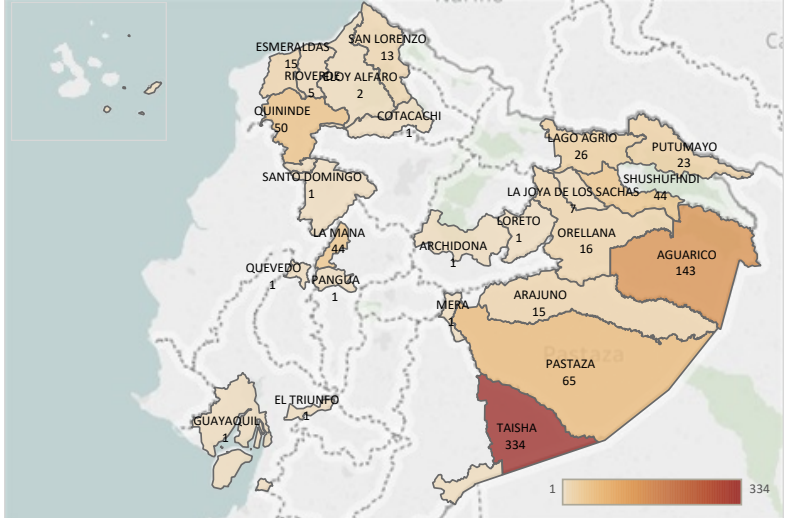 SAN LORENZO
13
ESMERALDAS
15
RIOVERDE
5
ELOY ALFARO
2
QUININDE
50
COTACACHI
1
SANTO DOMINGO
1
LA MANA
44
QUEVEDO
1
PANGUA
1
LAGO AGRIO
26
PUTUMAYO
23
SHUSHUFINDI
44
LA JOYA DE LOS SACHAS
7
LORETO
1
ORELLANA
16
ARCHIDONA
1
AGUARICO
143
MERA
1
ARAJUNO
15
Pastaza
PASTAZA
65
EL TRIUNFO
1
GUAYAQUIL
1
TAISHA
334
1
334